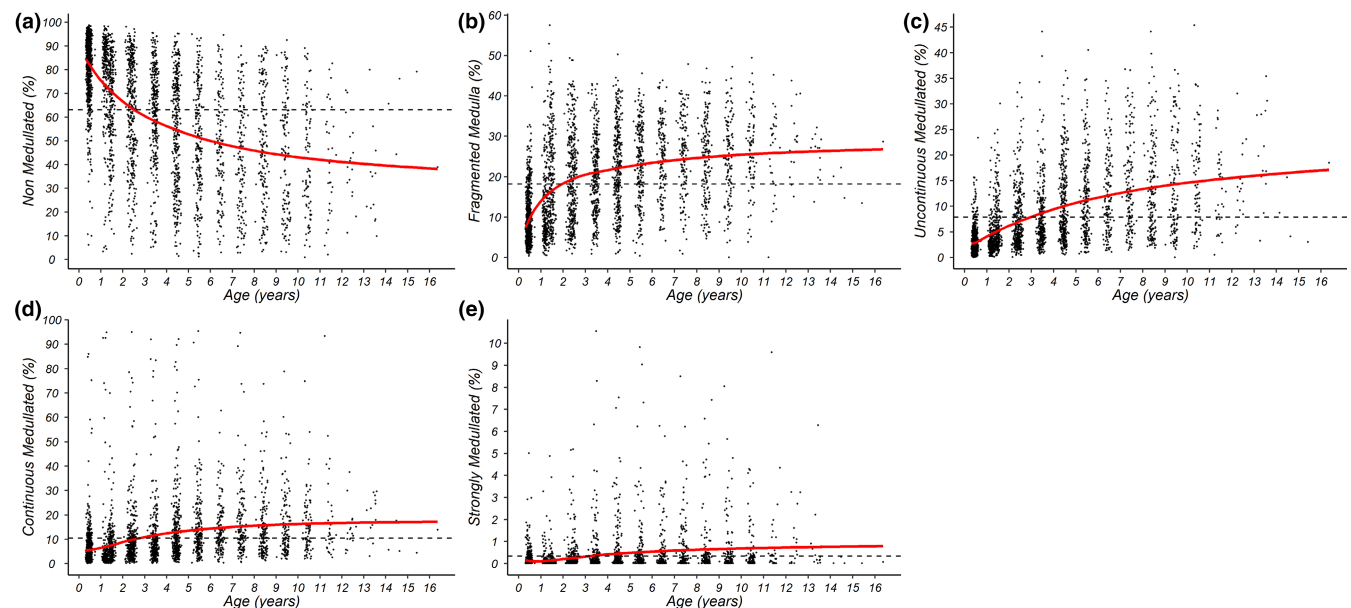 (a)
Non Medullated (%)
100
90
80
70
60
50
40
30
20
10
0
0 1 2 3 4 5 6 7 8 9 10 11 12 13 14 15 16
Age (years)
(b)
Fragmented Medulla (%)
60
50
40
30
20
10
0
0 1 2 3 4 5 6 7 8 9 10 11 12 13 14 15 16
Age (years)
(c)
Uncontinuous Medullated (%)
45
40
35
30
25
20
15
10
5
0
0 1 2 3 4 5 6 7 8 9 10 11 12 13 14 15 16
Age (years)
(d)
Continuous Medullated (%)
100
90
80
70
60
50
40
30
20
10
0
0 1 2 3 4 5 6 7 8 9 10 11 12 13 14 15 16
Age (years)
(e)
Strongly Medullated (%)
10
9
8
7
6
5
4
3
2
1
0
0 1 2 3 4 5 6 7 8 9 10 11 12 13 14 15 16
Age (years)